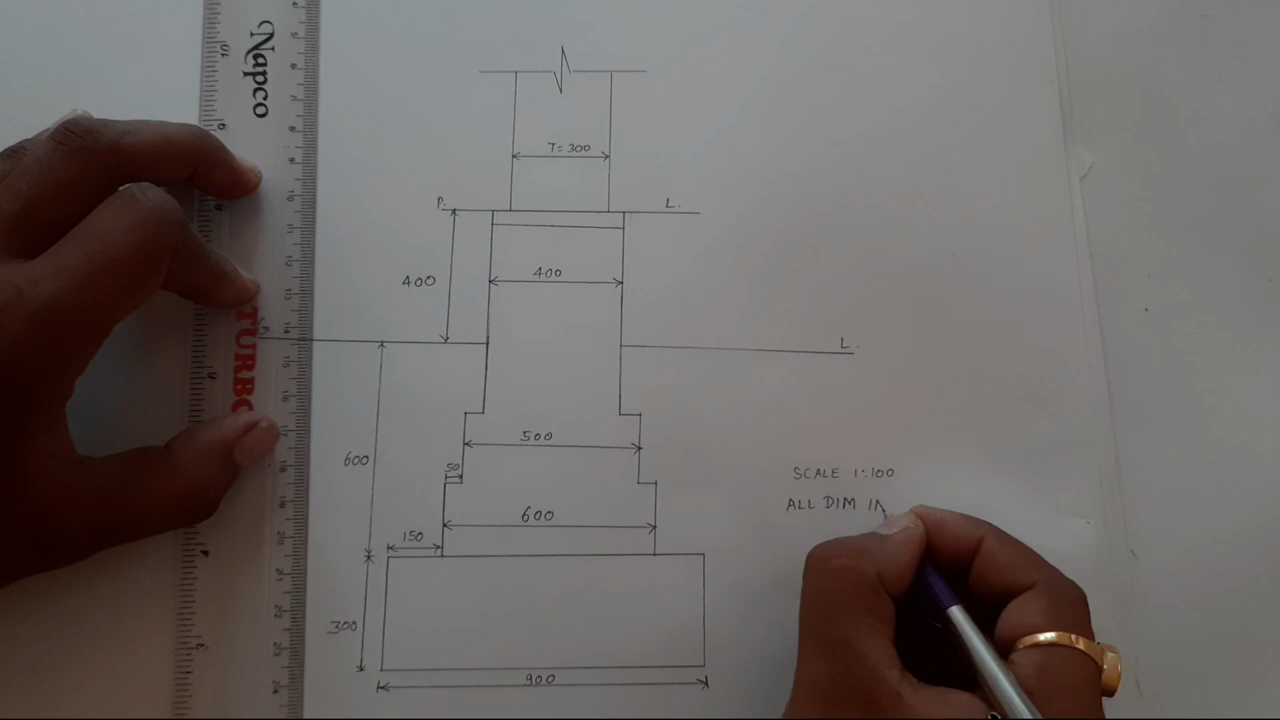 Napco
TURBO
T=300
P. L.
400
400
L.
500
600
50
600
150
300
900
SCALE 1:100
ALL DIM IN